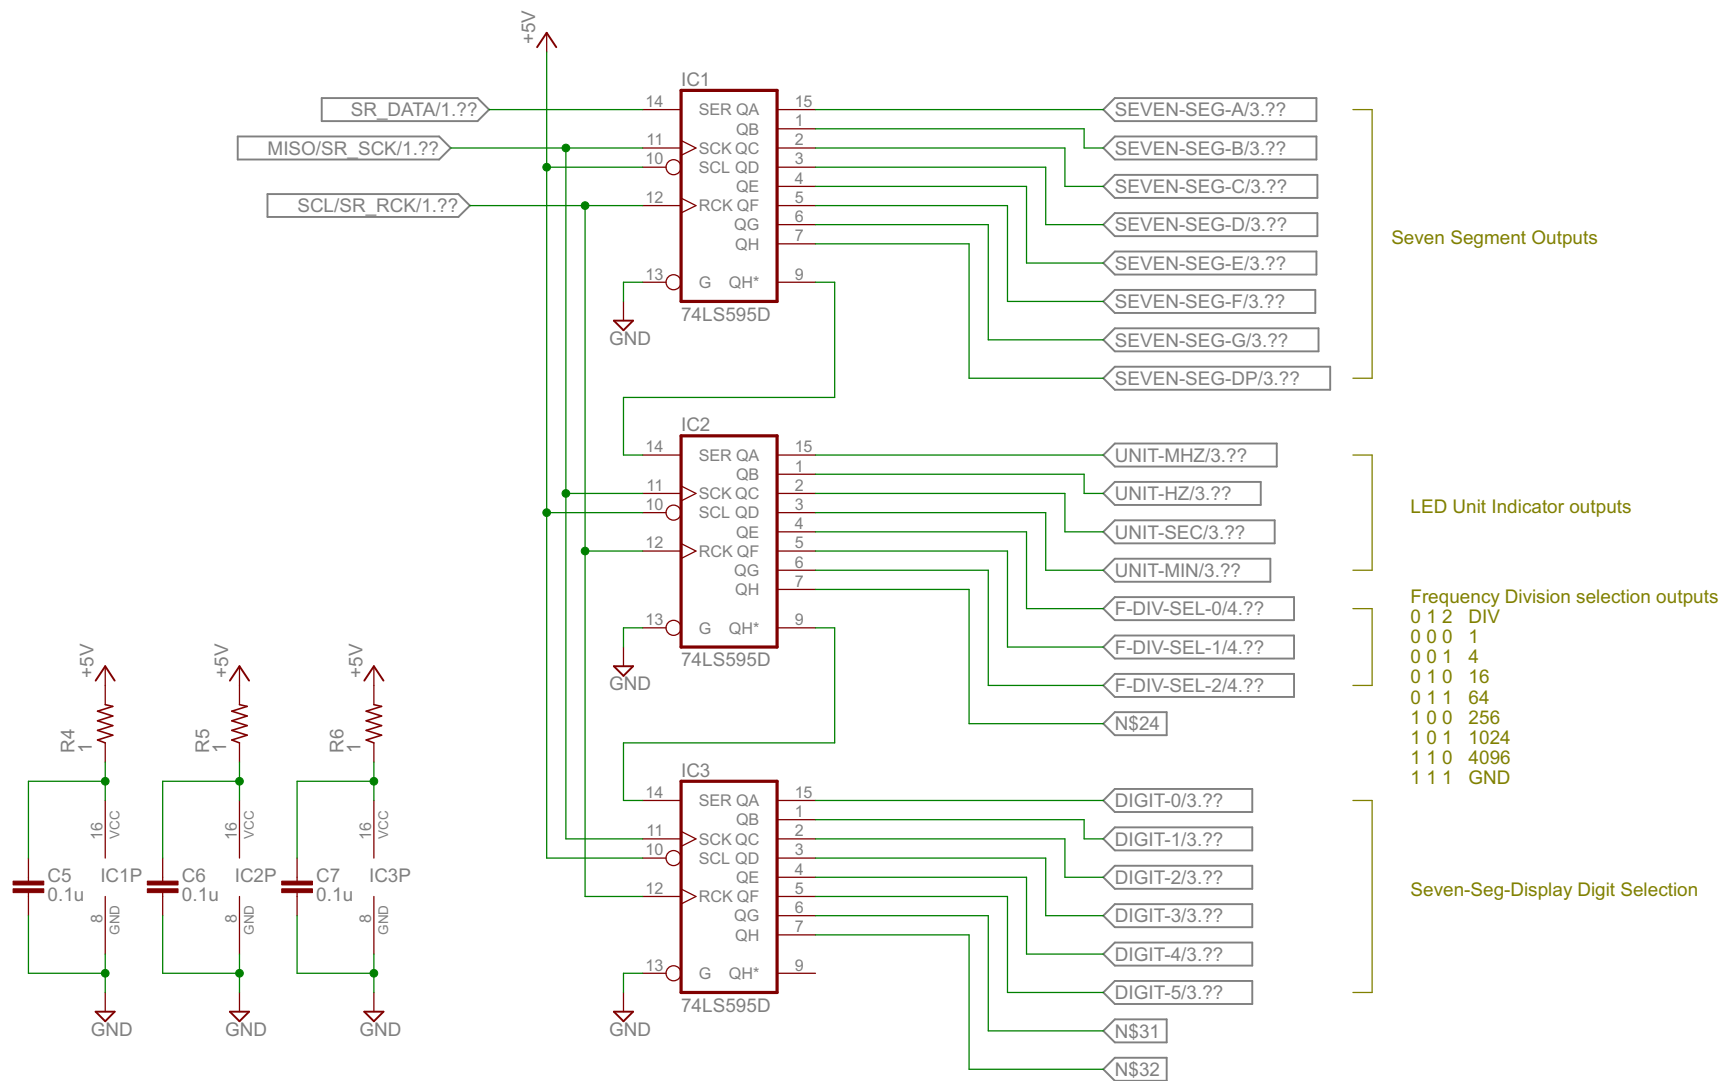 +5V
IC1
SR_DATA/1.??
14 SER QA 15
SEVEN-SEG-A/3.??
QB 1
MISO/SR_SCK/1.??
11 SCK QC 2
SEVEN-SEG-B/3.??
10 SCL QD 3
QE 4
SEVEN-SEG-C/3.??
SCL/SR_RCK/1.??
12 RCK QF 5
QG 6
SEVEN-SEG-D/3.??
QH 7
Seven Segment Outputs
SEVEN-SEG-E/3.??
13 G QH* 9
SEVEN-SEG-F/3.??
74LS595D
GND
SEVEN-SEG-G/3.??
SEVEN-SEG-DP/3.??
IC2
14 SER QA 15
UNIT-MHZ/3.??
QB 1
11 SCK QC 2
UNIT-HZ/3.??
10 SCL QD 3
LED Unit Indicator outputs
QE 4
UNIT-SEC/3.??
12 RCK QF 5
QG 6
UNIT-MIN/3.??
QH 7
F-DIV-SEL-0/4.??
13 G QH* 9
F-DIV-SEL-1/4.??
74LS595D
GND
F-DIV-SEL-2/4.??
N$24
Frequency Division selection outputs
0 1 2 DIV
0 0 0 1
0 0 1 4
0 1 0 16
0 1 1 64
1 0 0 256
1 0 1 1024
1 1 0 4096
1 1 1 GND
IC3
14 SER QA 15
DIGIT-0/3.??
QB 1
11 SCK QC 2
DIGIT-1/3.??
10 SCL QD 3
QE 4
DIGIT-2/3.??
12 RCK QF 5
Seven-Seg-Display Digit Selection
QG 6
DIGIT-3/3.??
QH 7
DIGIT-4/3.??
13 G QH* 9
DIGIT-5/3.??
74LS595D
GND
N$31
N$32
+5V
R4
1
16
VCC
C5
0.1u
IC1P
8
GND
GND
+5V
R5
1
16
VCC
C6
0.1u
IC2P
8
GND
GND
+5V
R6
1
16
VCC
C7
0.1u
IC3P
8
GND
GND